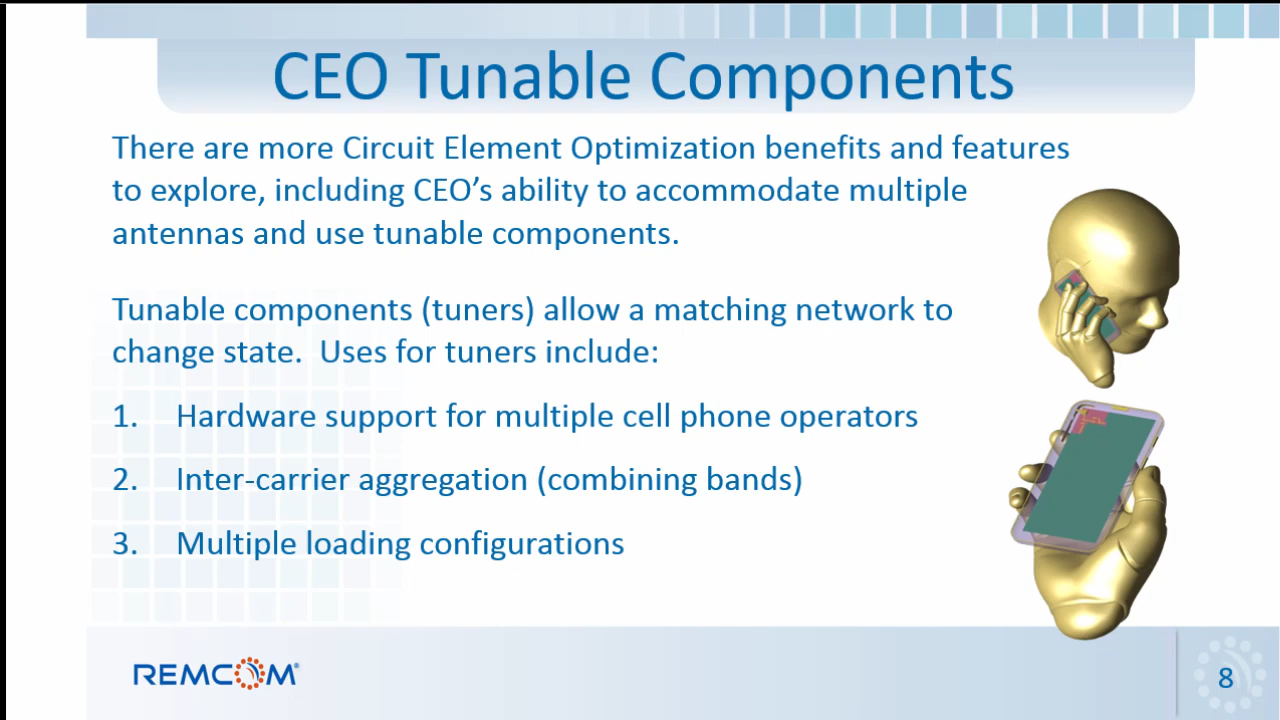 CEO Tunable Components
There are more Circuit Element Optimization benefits and features
to explore, including CEO’s ability to accommodate multiple
antennas and use tunable components.
Tunable components (tuners) allow a matching network to
change state.  Uses for tuners include:
1. Hardware support for multiple cell phone operators
2. Inter-carrier aggregation (combining bands)
3. Multiple loading configurations
REMCOM®
8